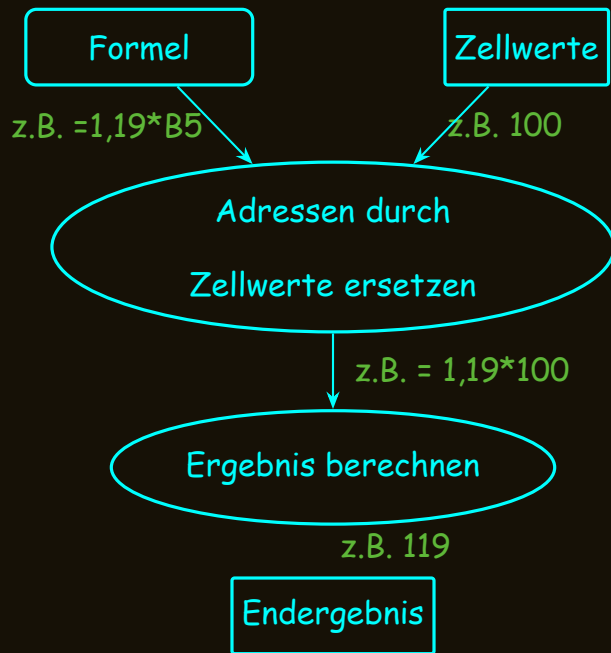 Formel
Zellwerte
z.B. =1,19*B5
z.B. 100
Adressen durch
Zellwerte ersetzen
z.B. = 1,19*100
Ergebnis berechnen
z.B. 119
Endergebnis